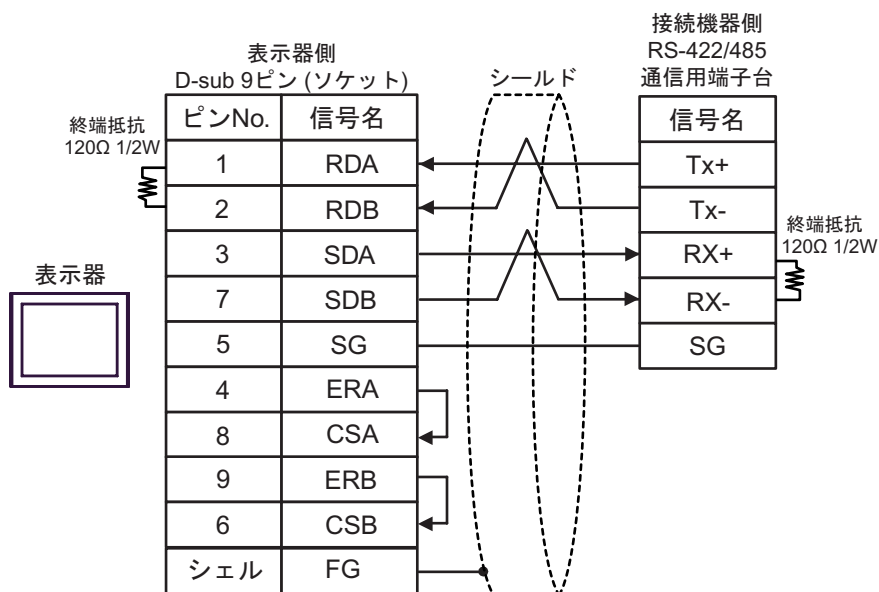 接続機器側
RS-422/485
通信用端子台
表示器側
D-sub 9ピン (ソケット)
シールド
終端抵抗
120Ω 1/2W
ピンNo. 信号名
1 RDA
2 RDB
3 SDA
7 SDB
5 SG
4 ERA
8 CSA
9 ERB
6 CSB
シェル FG
表示器
信号名
Tx+
Tx-
RX+
RX-
SG
終端抵抗
120Ω 1/2W